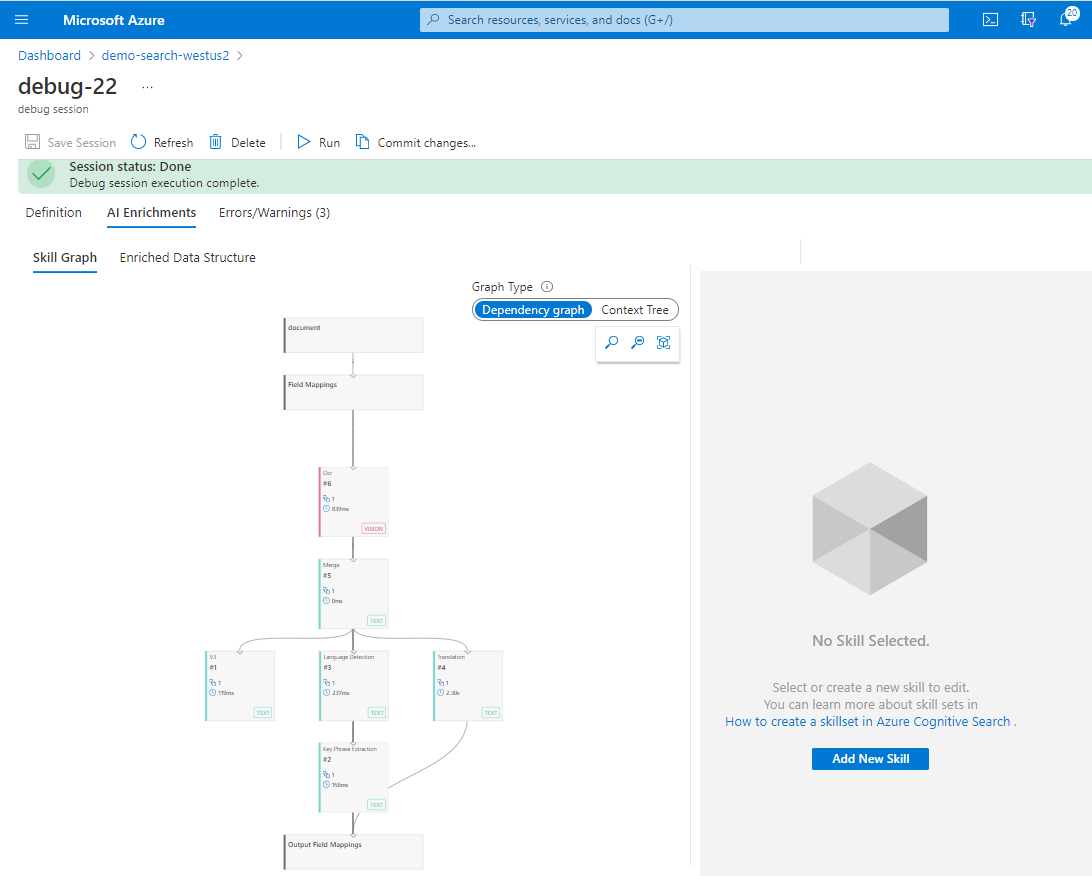 Microsoft Azure
Search resources, services, and docs (G+/)
20
Dashboard > demo-search-westus2 >
debug-22 ...
debug session
Save Session Refresh Delete Run Commit changes...
Session status: Done
Debug session execution complete.
Definition AI Enrichments Errors/Warnings (3)
Skill Graph Enriched Data Structure
Graph Type
Dependency graph Context Tree
document
Field Mappings
Ocr
#6
1
839ms
VISION
Merge
#5
1
0ms
TEXT
V3
#1
1
119ms
TEXT
Language Detection
#3
1
237ms
TEXT
Translation
#4
1
2.30s
TEXT
Key Phrase Extraction
#2
1
156ms
TEXT
Output Field Mappings
No Skill Selected.
Select or create a new skill to edit.
You can learn more about skill sets in
How to create a skillset in Azure Cognitive Search .
Add New Skill